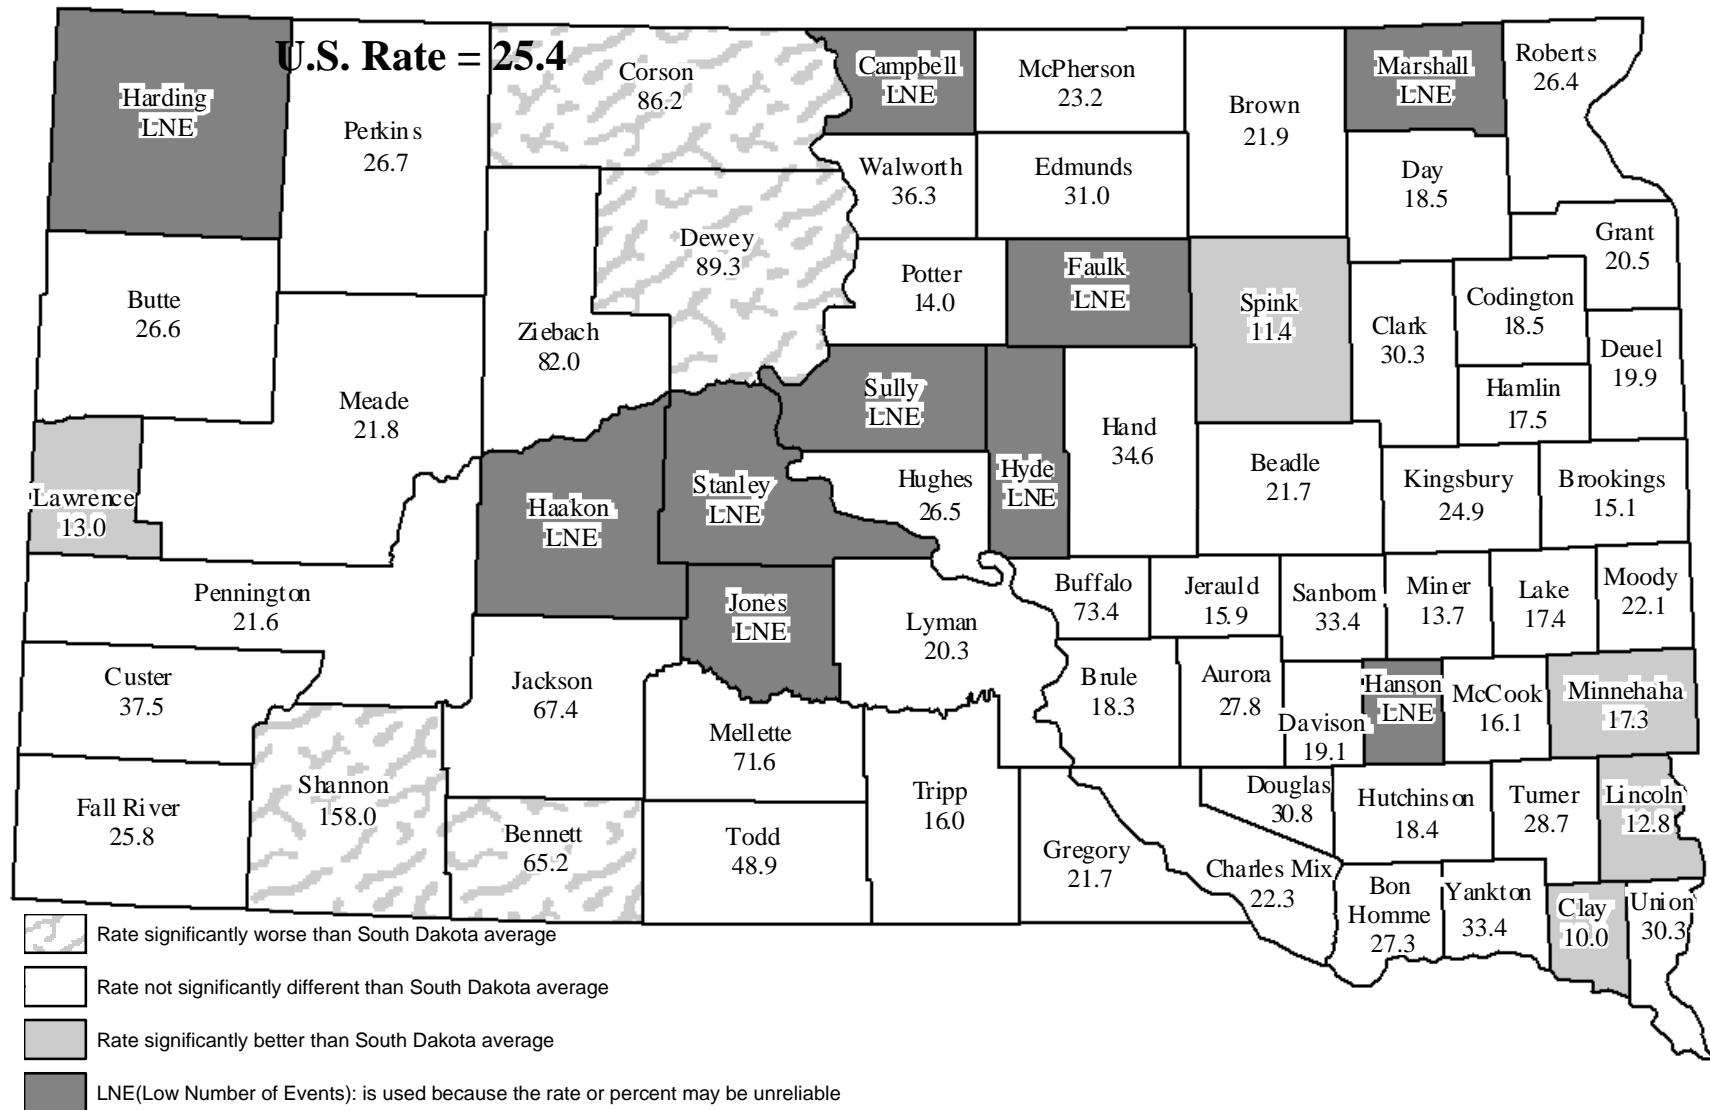 U.S. Rate = 25.4
Harding
LNE
Perkins
26.7
Corson
86.2
Campbell
LNE
McPherson
23.2
Brown
21.9
Marshall
LNE
Roberts
26.4
Walworth
36.3
Edmunds
31.0
Day
18.5
Dewey
89.3
Grant
20.5
Butte
26.6
Ziebach
82.0
Potter
14.0
Faulk
LNE
Spink
11.4
Clark
30.3
Codington
18.5
Deuel
19.9
Meade
21.8
Sully
LNE
Hamlin
17.5
Hand
34.6
Lawrence
13.0
Haakon
LNE
Stanley
LNE
Hughes
26.5
Hyde
LNE
Beadle
21.7
Kingsbury
24.9
Brookings
15.1
Pennington
21.6
Jones
LNE
Lyman
20.3
Buffalo
73.4
Jerauld
15.9
Sanborn
33.4
Miner
13.7
Lake
17.4
Moody
22.1
Custer
37.5
Jackson
67.4
Mellette
71.6
Brule
18.3
Aurora
27.8
Davison
19.1
Hanson
LNE
McCook
16.1
Minnehaha
17.3
Fall River
25.8
Shannon
158.0
Bennett
65.2
Todd
48.9
Tripp
16.0
Gregory
21.7
Charles Mix
22.3
Douglas
30.8
Hutchinson
18.4
Turner
28.7
Lincoln
12.8
Bon
Homme
27.3
Yankton
33.4
Clay
10.0
Union
30.3
Rate significantly worse than South Dakota average
Rate not significantly different than South Dakota average
Rate significantly better than South Dakota average
LNE(Low Number of Events): is used because the rate or percent may be unreliable